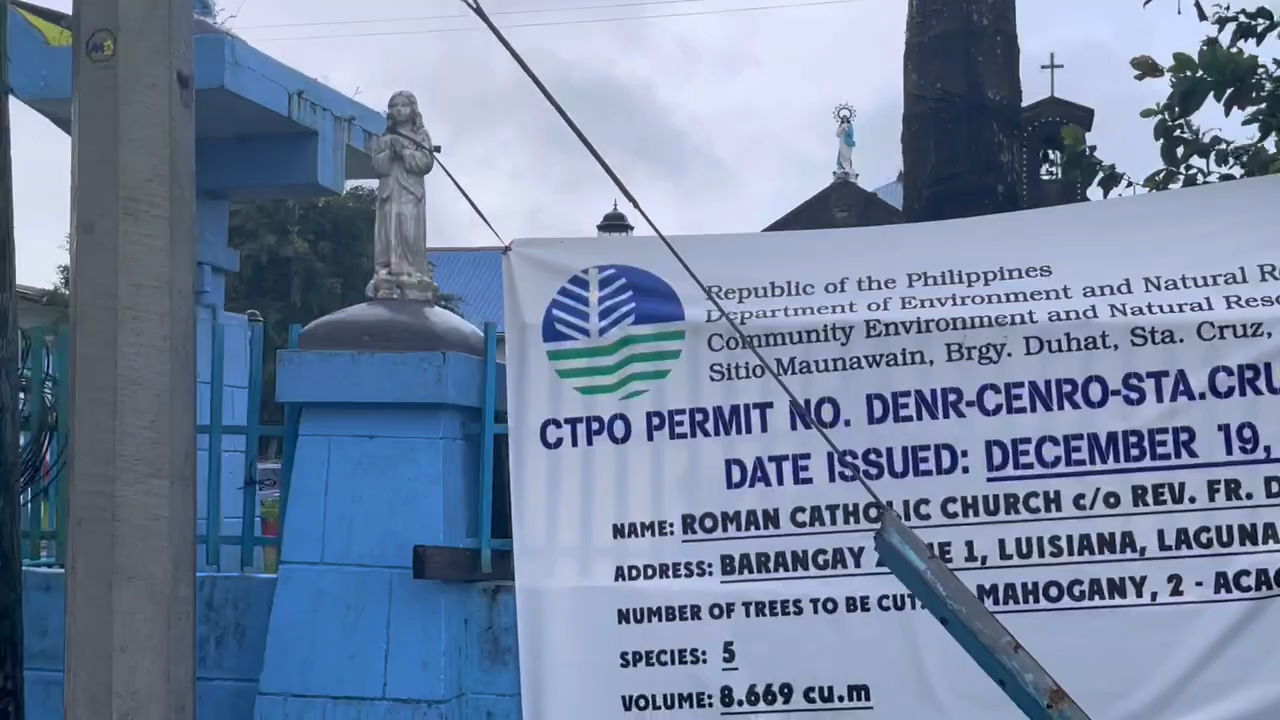 Republic of the Philippines
Department of Environment and Natural
Community Environment and Natural
Sitio Maunawain, Brgy. Duhat, Sta. Cruz,
CTPO PERMIT NO. DENR-CENRO-STA.CRU
DATE ISSUED: DECEMBER 19,
NAME: ROMAN CATHOLIC CHURCH c/o REV. FR. D
ADDRESS: BARANGAY 1, LUISIANA, LAGUNA
NUMBER OF TREES TO BE CUT: MAHOGANY, 2 - ACAC
SPECIES: 5
VOLUME: 8.669 cu.m